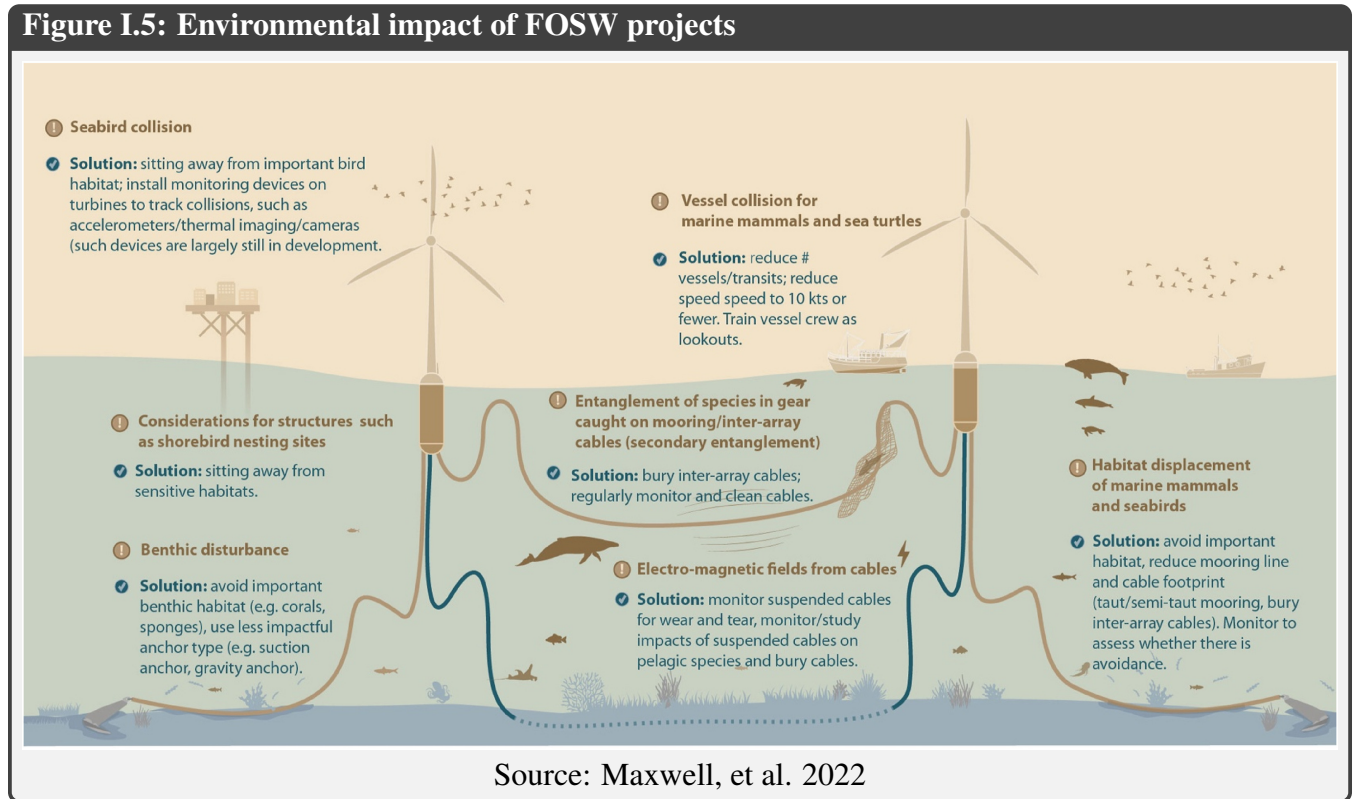 Figure I.5: Environmental impact of FOSW projects
Seabird collision
Solution: sitting away from important bird
habitat; install monitoring devices on
turbines to track collisions, such as
accelerometers/thermal imaging/cameras
(such devices are largely still in development.
Vessel collision for
marine mammals and sea turtles
Solution: reduce #
vessels/transits; reduce
speed speed to 10 kts or
fewer. Train vessel crew as
lookouts.
Considerations for structures such
as shorebird nesting sites
Solution: sitting away from
sensitive habitats.
Entanglement of species in gear
caught on mooring/inter-array
cables (secondary entanglement)
Solution: bury inter-array cables;
regularly monitor and clean cables.
Habitat displacement
of marine mammals
and seabirds
Solution: avoid important
habitat, reduce mooring line
and cable footprint
(taut/semi-taut mooring, bury
inter-array cables). Monitor to
assess whether there is
avoidance.
Benthic disturbance
Solution: avoid important
benthic habitat (e.g. corals,
sponges), use less impactful
anchor type (e.g. suction
anchor, gravity anchor).
Electro-magnetic fields from cables
Solution: monitor suspended cables
for wear and tear, monitor/study
impacts of suspended cables on
pelagic species and bury cables.
Source: Maxwell, et al. 2022